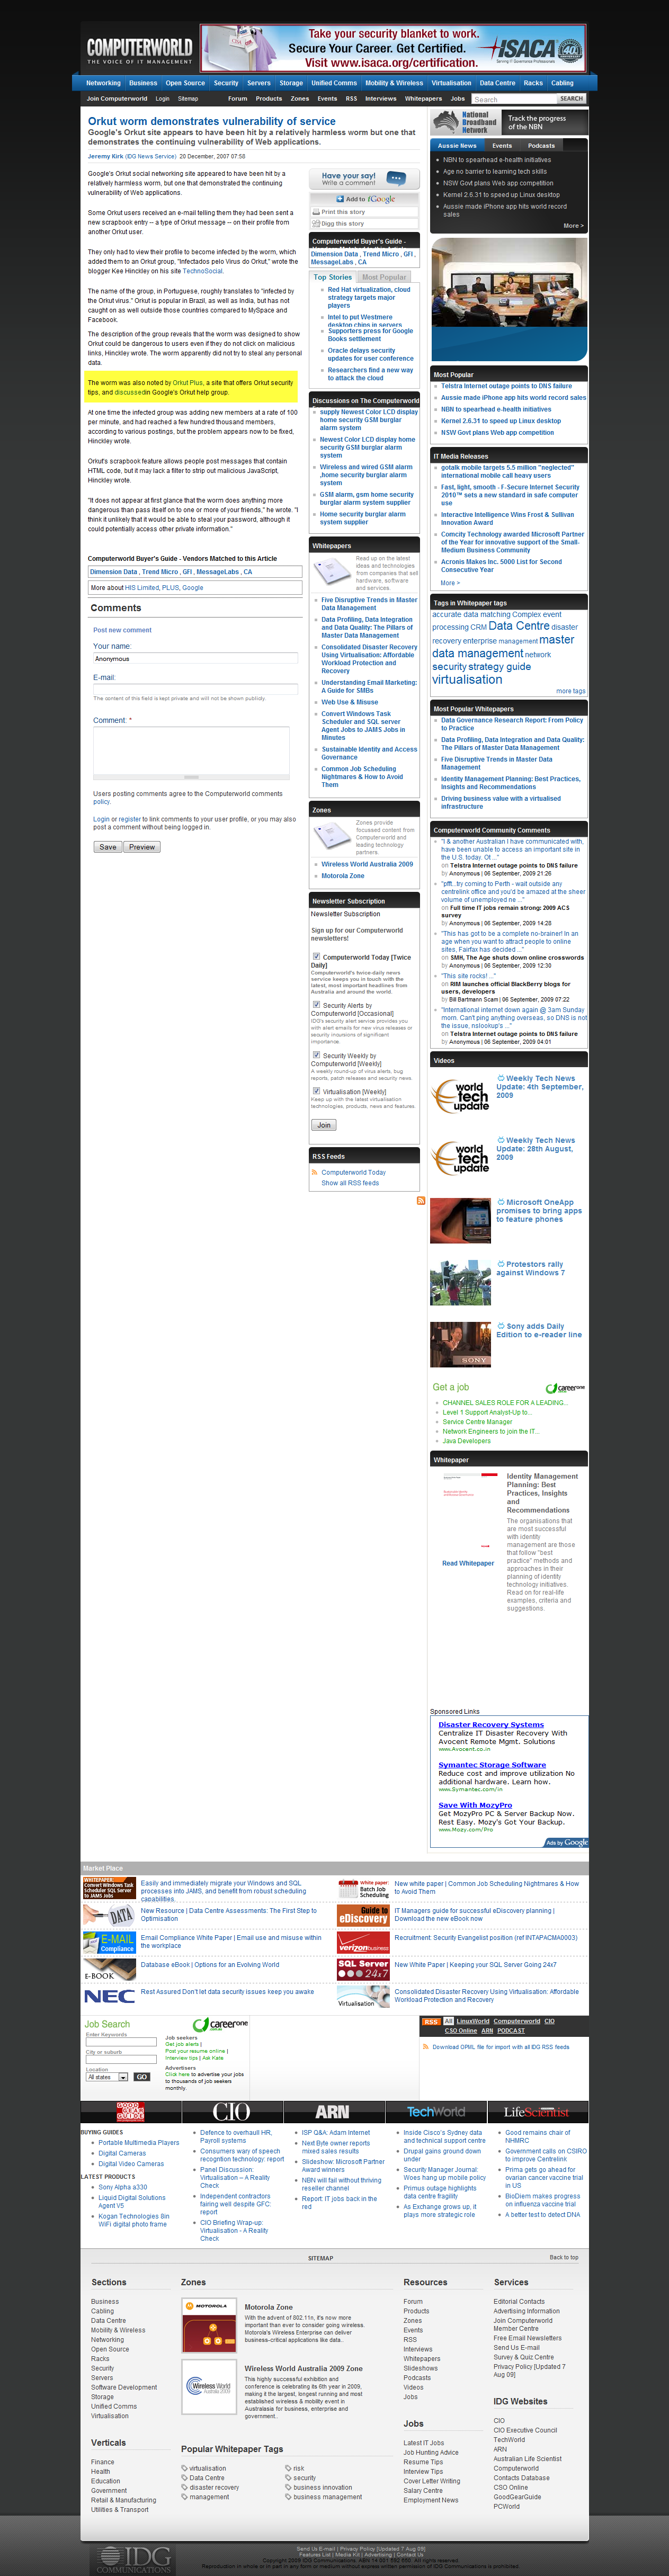 COMPUTERWORLD
THE VOICE OF IT MANAGEMENT
Take your security blanket to work.
Secure Your Career. Get Certified.
Visit www.isaca.org/certification.
ISACA
Networking Business Open Source Security Servers Storage Unified Comms Mobility & Wireless Virtualisation Data Centre Racks Cabling
Join Computerworld Login Sitemap Forum Products Zones Events RSS Interviews Whitepapers Jobs Search SEARCH
Orkut worm demonstrates vulnerability of service
Google's Orkut site appears to have been hit by a relatively harmless worm but one that
demonstrates the continuing vulnerability of Web applications.
Jeremy Kirk (IDG News Service) 20 December, 2007 07:58
Google's Orkut social networking site appeared to have been hit by a
relatively harmless worm, but one that demonstrated the continuing
vulnerability of Web applications.
Some Orkut users received an e-mail telling them they had been sent a
new scrapbook entry -- a type of Orkut message -- on their profile from
another Orkut user.
They only had to view their profile to become infected by the worm, which
added them to an Orkut group, "Infectados pelo Virus do Orkut," wrote the
blogger Kee Hinckley on his site TechnoSocial.
The name of the group, in Portuguese, roughly translates to "infected by
the Orkut virus." Orkut is popular in Brazil, as well as India, but has not
caught on as well outside those countries compared to MySpace and
Facebook.
The description of the group reveals that the worm was designed to show
Orkut could be dangerous to users even if they do not click on malicious
links, Hinckley wrote. The worm apparently did not try to steal any personal
data.
The worm was also noted by Orkut Plus, a site that offers Orkut security
tips, and discussedin Google's Orkut help group.
At one time the infected group was adding new members at a rate of 100
per minute, and had reached a few hundred thousand members,
according to various postings, but the problem appears now to be fixed,
Hinckley wrote.
Orkut's scrapbook feature allows people post messages that contain
HTML code, but it may lack a filter to strip out malicious JavaScript,
Hinckley wrote.
"It does not appear at first glance that the worm does anything more
dangerous than pass itself on to one or more of your friends," he wrote. "I
think it unlikely that it would be able to steal your password, although it
could potentially access other private information."
Computerworld Buyer's Guide - Vendors Matched to this Article
Dimension Data , Trend Micro , GFI , MessageLabs , CA
More about HIS Limited, PLUS, Google
Comments
Post new comment
Your name:
Anonymous
E-mail:
The content of this field is kept private and will not be shown publicly.
Comment: *
Users posting comments agree to the Computerworld comments
policy.
Login or register to link comments to your user profile, or you may also
post a comment without being logged in.
Save Preview
Have your say!
Write a comment
Add to iGoogle
Print this story
Digg this story
Computerworld Buyer's Guide -
Dimension Data , Trend Micro , GFI ,
MessageLabs , CA
Top Stories Most Popular
Red Hat virtualization, cloud
strategy targets major
players
Intel to put Westmere
desktop chips in servers
Supporters press for Google
Books settlement
Oracle delays security
updates for user conference
Researchers find a new way
to attack the cloud
Discussions on The Computerworld
supply Newest Color LCD display
home security GSM burglar
alarm system
Newest Color LCD display home
security GSM burglar alarm
system
Wireless and wired GSM alarm
,home security burglar alarm
system
GSM alarm, gsm home security
burglar alarm system supplier
Home security burglar alarm
system supplier
Whitepapers
Read up on the latest
ideas and technologies
from companies that sell
hardware, software
and services.
Five Disruptive Trends in Master
Data Management
Data Profiling, Data Integration
and Data Quality: The Pillars of
Master Data Management
Consolidated Disaster Recovery
Using Virtualisation: Affordable
Workload Protection and
Recovery
Understanding Email Marketing:
A Guide for SMBs
Web Use & Misuse
Convert Windows Task
Scheduler and SQL server
Agent Jobs to JAMS Jobs in
Minutes
Sustainable Identity and Access
Governance
Common Job Scheduling
Nightmares & How to Avoid
Them
Zones
Zones provide
focussed content from
Computerworld and
leading technology
partners
Wireless World Australia 2009
Motorola Zone
Newsletter Subscription
Newsletter Subscription
Sign up for our Computerworld
newsletters!
Computerworld Today [Twice
Daily]
Computerworld's twice-daily news
service keeps you in touch with the
latest, most important headlines from
Australia and around the world.
Security Alerts by
Computerworld [Occasional]
IDG's security alert service provides you
with alert emails for new virus releases or
security insursions of significant
importance.
Security Weekly by
Computerworld [Weekly]
A weekly round-up of virus alerts, bug
reports, patch releases and security news.
Virtualisation [Weekly]
Keep up with the latest virtualisation
technologies, products, news and features.
Join
RSS Feeds
Computerworld Today
Show all RSS feeds
National
Broadband
Network
Track the progress
of the NBN
Aussie News Events Podcasts
NBN to spearhead e-health initiatives
Age no barrier to learning tech skills
NSW Govt plans Web app competition
Kernel 2.6.31 to speed up Linux desktop
Aussie made iPhone app hits world record
sales
More >
Most Popular
Telstra Internet outage points to DNS failure
Aussie made iPhone app hits world record sales
NBN to spearhead e-health initiatives
Kernel 2.6.31 to speed up Linux desktop
NSW Govt plans Web app competition
IT Media Releases
gotalk mobile targets 5.5 million "neglected"
international mobile call heavy users
Fast, light, smooth - F-Secure Internet Security
2010™ sets a new standard in safe computer
use
Interactive Intelligence Wins Frost & Sullivan
Innovation Award
Comcity Technology awarded Microsoft Partner
of the Year for innovative support of the Small-
Medium Business Community
Acronis Makes Inc. 5000 List for Second
Consecutive Year
More >
Tags in Whitepaper tags
accurate data matching Complex event
processing CRM Data Centre disaster
recovery enterprise management master
data management network
security strategy guide
virtualisation
more tags
Most Popular Whitepapers
Data Governance Research Report: From Policy
to Practice
Data Profiling, Data Integration and Data Quality:
The Pillars of Master Data Management
Five Disruptive Trends in Master Data
Management
Identity Management Planning: Best Practices,
Insights and Recommendations
Driving business value with a virtualised
infrastructure
Computerworld Community Comments
"I & another Australian I have communicated with,
have been unable to access an important site in
the U.S. today. Of...."
on Telstra Internet outage points to DNS failure
by Anonymous | 06 September, 2009 21:26
"pfft...try coming to Perth - wait outside any
centrelink office and you'd be amazed at the sheer
volume of unemployed ne ..."
on Full time IT jobs remain strong: 2009 ACS
survey
by Anonymous | 06 September, 2009 14:28
"This has got to be a complete no-brainer! In an
age when you want to attract people to online
sites, Fairfax has decided ..."
on SMH, The Age shuts down online crosswords
by Anonymous | 06 September, 2009 12:30
"This site rocks! ..."
on RIM launches official BlackBerry blogs for
users, developers
by Bill Bartmann Scam | 06 September, 2009 07:22
"International internet down again @ 3am Sunday
morn. Can't ping anything overseas, so DNS is not
the issue, nslookup's ..."
on Telstra Internet outage points to DNS failure
by Anonymous | 06 September, 2009 04:01
Videos
world tech update
Weekly Tech News
Update: 4th September,
2009
world tech update
Weekly Tech News
Update: 28th August,
2009
Microsoft OneApp
promises to bring apps
to feature phones
Protestors rally
against Windows 7
SONY
Sony adds Daily
Edition to e-reader line
Get a job
careerone
CHANNEL SALES ROLE FOR A LEADING...
Level 1 Support Analyst-Up to...
Service Centre Manager
Network Engineers to join the IT...
Java Developers
Whitepaper
Identity Management
Planning: Best
Practices, Insights
and
Recommendations
The organisations that
are most successful
with identity
management are those
that follow "best
practice" methods and
approaches in their
planning of identity
technology initiatives.
Read on for real-life
examples, criteria and
suggestions.
Read Whitepaper
Sponsored Links
Disaster Recovery Systems
Centralize IT Disaster Recovery With
Avocent Remote Mgmt. Solutions
www.Avocent.co.in
Symantec Storage Software
Reduce cost and improve utilization No
additional hardware. Learn how.
www.Symantec.com/in
Save With MozyPro
Get MozyPro PC & Server Backup Now.
Rest Easy. Mozy's Got Your Backup.
www.Mozy.com/Pro
Ads by Google
Market Place
WHITEPAPER
Convert Windows Task
Scheduler SQL Server
to JAMS Jobs
Easily and immediately migrate your Windows and SQL
processes into JAMS, and benefit from robust scheduling
capabilities.
White paper:
Batch Job
Scheduling
New white paper | Common Job Scheduling Nightmares & How
to Avoid Them
DATA
New Resource | Data Centre Assessments: The First Step to
Optimisation
Guide to
eDiscovery
IT Managers guide for successful eDiscovery planning |
Download the new eBook now
E-MAIL
Compliance
Email Compliance White Paper | Email use and misuse within
the workplace
verizonbusiness
Recruitment: Security Evangelist position (ref INTAPACMA0003)
E-BOOK
Database eBook | Options for an Evolving World
SQL Server
24x7
New White Paper | Keeping your SQL Server Going 24x7
NEC
Rest Assured Don't let data security issues keep you awake
Virtualisation
Consolidated Disaster Recovery Using Virtualisation: Affordable
Workload Protection and Recovery
Job Search
careerone
Enter Keywords
City or suburb
Location
All states GO
Job seekers
Get job alerts |
Post your resume online |
Interview tips | Ask Kate
Advertisers
Click here to advertise your jobs
to thousands of job seekers
monthly.
RSS All LinuxWorld Computerworld CIO
CSO Online ARN PODCAST
Download OPML file for import with all IDG RSS feeds
GOOD GEAR GUIDE
CIO
ARN
TechWorld
LifeScientist
BUYING GUIDES
Portable Multimedia Players
Digital Cameras
Digital Video Cameras
LATEST PRODUCTS
Sony Alpha a330
Liquid Digital Solutions
Agent V5
Kogan Technologies 8in
WiFi digital photo frame
Defence to overhaul HR,
Payroll systems
Consumers wary of speech
recogntion technology: report
Panel Discussion:
Virtualisation – A Reality
Check
Independent contractors
fairing well despite GFC:
report
CIO Briefing Wrap-up:
Virtualisation - A Reality
Check
ISP Q&A: Adam Internet
Next Byte owner reports
mixed sales results
Slideshow: Microsoft Partner
Award winners
NBN will fail without thriving
reseller channel
Report: IT jobs back in the
red
Inside Cisco's Sydney data
and technical support centre
Drupal gains ground down
under
Security Manager Journal:
Woes hang up mobile policy
Primus outage highlights
data centre fragility
As Exchange grows up, it
plays more strategic role
Good remains chair of
NHMRC
Government calls on CSIRO
to improve Centrelink
Prima gets go ahead for
ovarian cancer vaccine trial
in US
BioDiem makes progress
on influenza vaccine trial
A better test to detect DNA
SITEMAP
Back to top
Sections
Business
Cabling
Data Centre
Mobility & Wireless
Networking
Open Source
Racks
Security
Servers
Software Development
Storage
Unified Comms
Virtualisation
Verticals
Finance
Health
Education
Government
Retail & Manufacturing
Utilities & Transport
Zones
MOTOROLA
Motorola Zone
With the advent of 802.11n, it's now more
important than ever to consider going wireless.
Motorola's Wireless Enterprise can deliver
business-critical applications like data..
Wireless World
Australia 2009
Wireless World Australia 2009 Zone
This highly successful exhibition and
conference is celebrating its 6th year in 2009,
making it the largest, longest running and most
established wireless & mobility event in
Australasia for business, enterprise and
government..
Popular Whitepaper Tags
virtualisation
Data Centre
disaster recovery
management
risk
security
business innovation
business management
Resources
Forum
Products
Zones
Events
RSS
Interviews
Whitepapers
Slideshows
Podcasts
Videos
Jobs
Jobs
Latest IT Jobs
Job Hunting Advice
Resume Tips
Interview Tips
Cover Letter Writing
Salary Centre
Employment News
Services
Editorial Contacts
Advertising Information
Join Computerworld
Member Centre
Free Email Newsletters
Send Us E-mail
Survey & Quiz Centre
Privacy Policy [Updated 7
Aug 09]
IDG Websites
CIO
CIO Executive Council
TechWorld
ARN
Australian Life Scientist
Computerworld
Contacts Database
CSO Online
GoodGearGuide
PCWorld
IDG
COMMUNICATIONS
Send Us E-mail | Privacy Policy [Updated 7 Aug 09]
Features List | Media Kit | Advertising | Contact Us
Reproduction in whole or in part in any form or medium without express written permission of IDG Communications is prohibited.